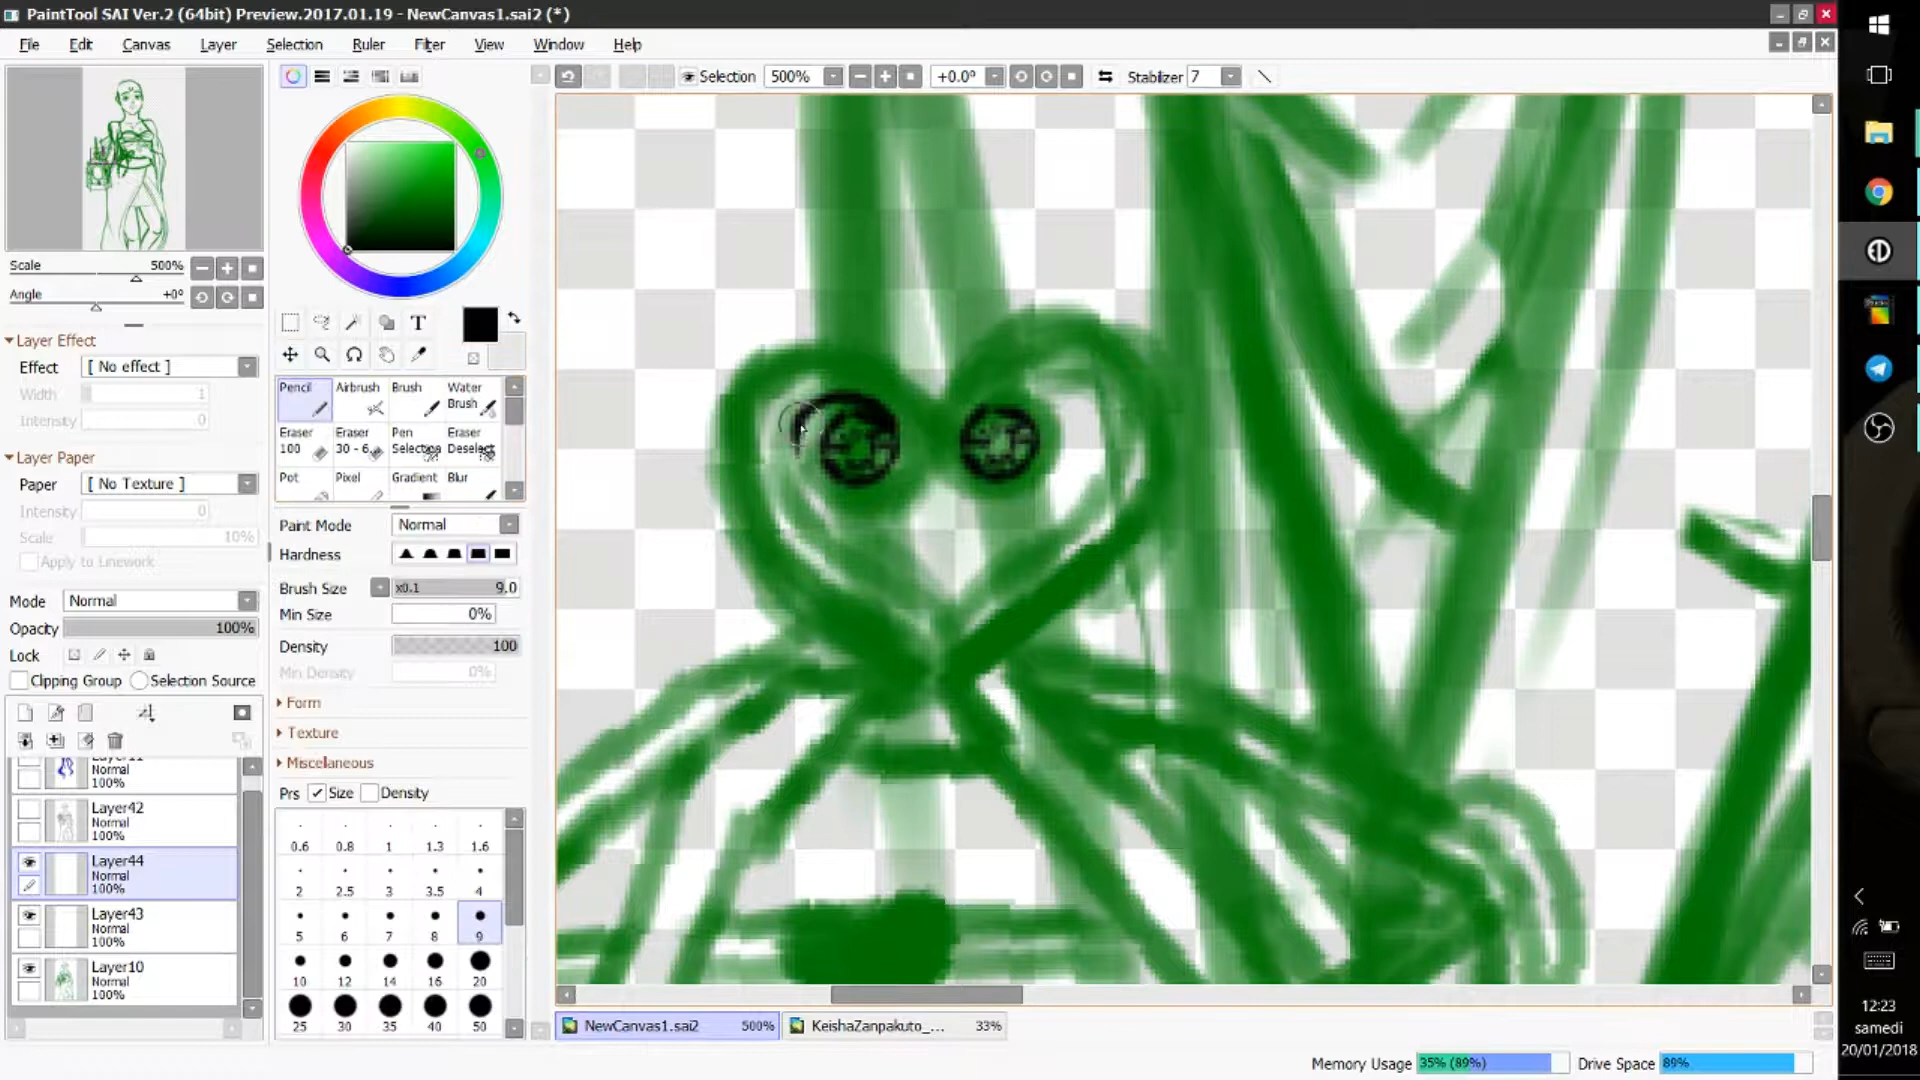 PaintTool SAI Ver.2 (64bit) Preview.2017.01.19 - NewCanvas1.sai2 (*)
File Edit Canvas Layer Selection Ruler Filter View Window Help
Selection 500% +0.0° Stabilizer 7
Scale 500%
Angle +0°
Layer Effect
Effect [ No effect ]
Width 1
Intensity 0
Layer Paper
Paper [ No Texture ]
Intensity 0
Scale 10%
Apply to Linework
Mode Normal
Opacity 100%
Lock
Clipping Group Selection Source
Normal
100%
Layer42
Normal
100%
Layer44
Normal
100%
Layer43
Normal
100%
Layer10
Normal
100%
T
Pencil Airbrush Brush Water Brush
Eraser 100 Eraser 30 - 6 Pen Selection Eraser Deselect
Pot Pixel Gradient Blur
Paint Mode Normal
Hardness
Brush Size x0.1 9.0
Min Size 0%
Density 100
Min Density 0%
Form
Texture
Miscellaneous
Prs Size Density
0.6 0.8 1 1.3 1.6
2 2.5 3 3.5 4
5 6 7 8 9
10 12 14 16 20
25 30 35 40 50
NewCanvas1.sai2 500% KeishaZanpakuto_... 33%
Memory Usage 35% (89%) Drive Space 89%
12:23
samedi
20/01/2018